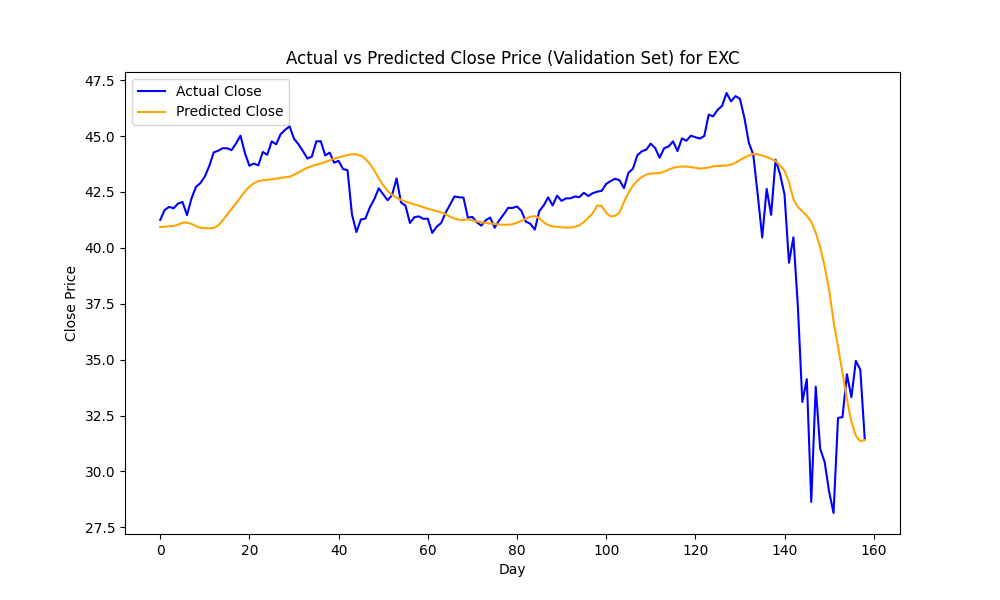 Actual vs Predicted Close Price (Validation Set) for EXC
Actual Close
Predicted Close
Close Price
47.5
45.0
42.5
40.0
37.5
35.0
32.5
30.0
27.5
0 20 40 60 80 100 120 140 160
Day